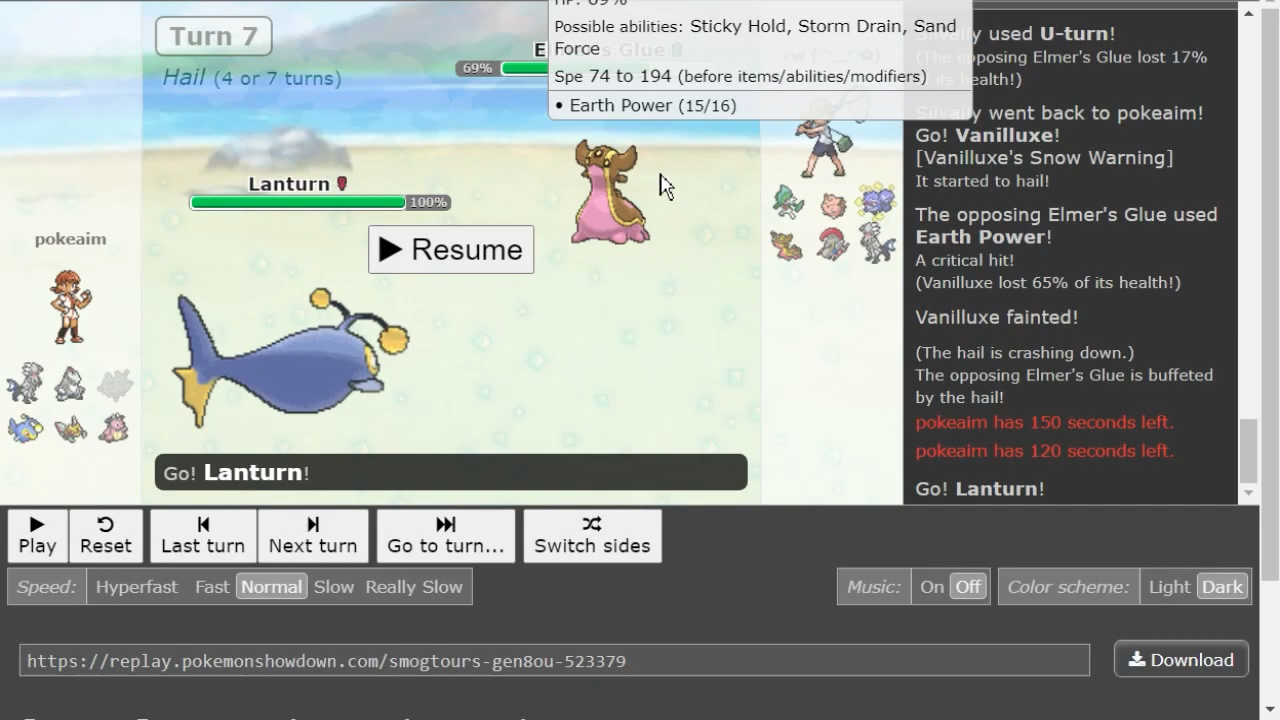 Turn 7
Hail (4 or 7 turns)
69%
Possible abilities: Sticky Hold, Storm Drain, Sand
Force
Spe 74 to 194 (before items/abilities/modifiers)
• Earth Power (15/16)
Lanturn
100%
pokeaim
Resume
Go! Lanturn!
used U-turn!
opposing Elmer's Glue lost 17%
health!)
went back to pokeaim!
Go! Vanilluxe!
[Vanilluxe's Snow Warning]
It started to hail!
The opposing Elmer's Glue used
Earth Power!
A critical hit!
(Vanilluxe lost 65% of its health!)
Vanilluxe fainted!
(The hail is crashing down.)
The opposing Elmer's Glue is buffeted
by the hail!
pokeaim has 150 seconds left.
pokeaim has 120 seconds left.
Go! Lanturn!
Play
Reset
Last turn
Next turn
Go to turn...
Switch sides
Speed: Hyperfast Fast Normal Slow Really Slow
Music: On Off
Color scheme: Light Dark
https://replay.pokemonshowdown.com/smogtours-gen8ou-523379
Download